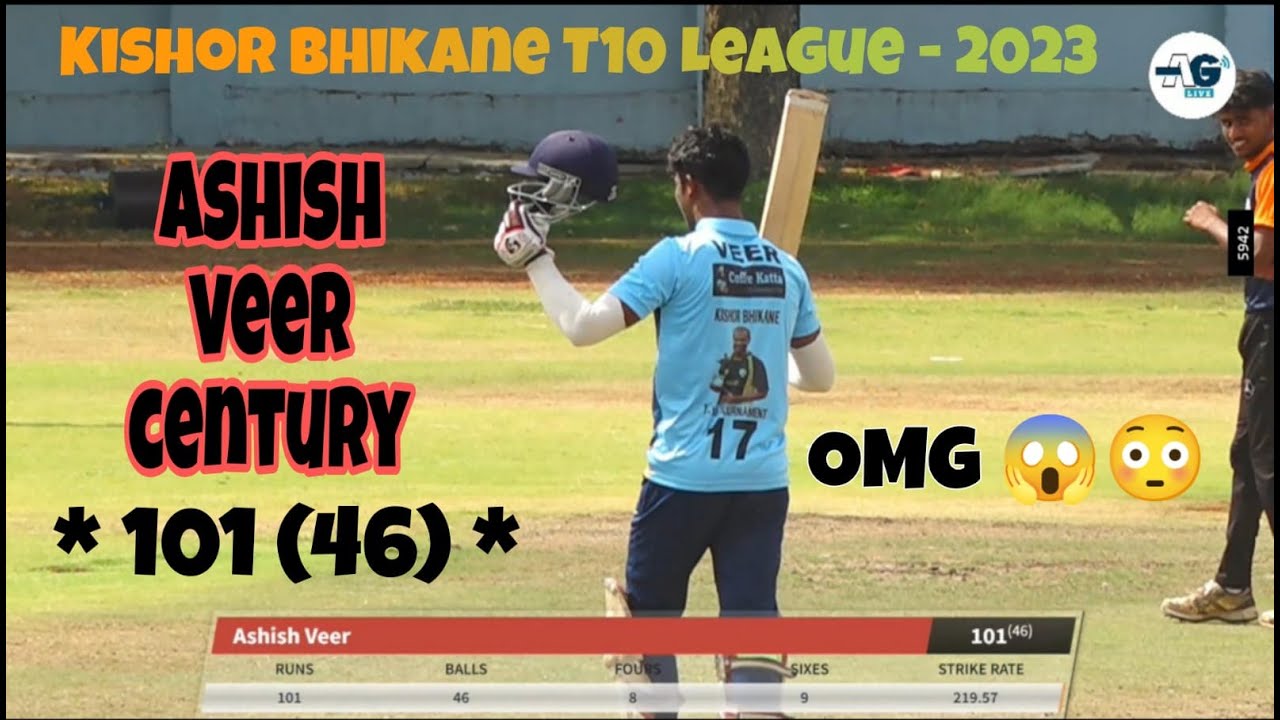 KISHOR BHIKANE T10 LEAGUE - 2023
AG
LIVE
ASHISH
VEER
CENTURY
* 101 (46) *
OMG 😱😳
5942
VEER
Coffe Katta
KISHOR BHIKANE
TOURNAMENT
17
Ashish Veer 101(46)
RUNS BALLS FOURS SIXES STRIKE RATE
101 46 8 9 219.57